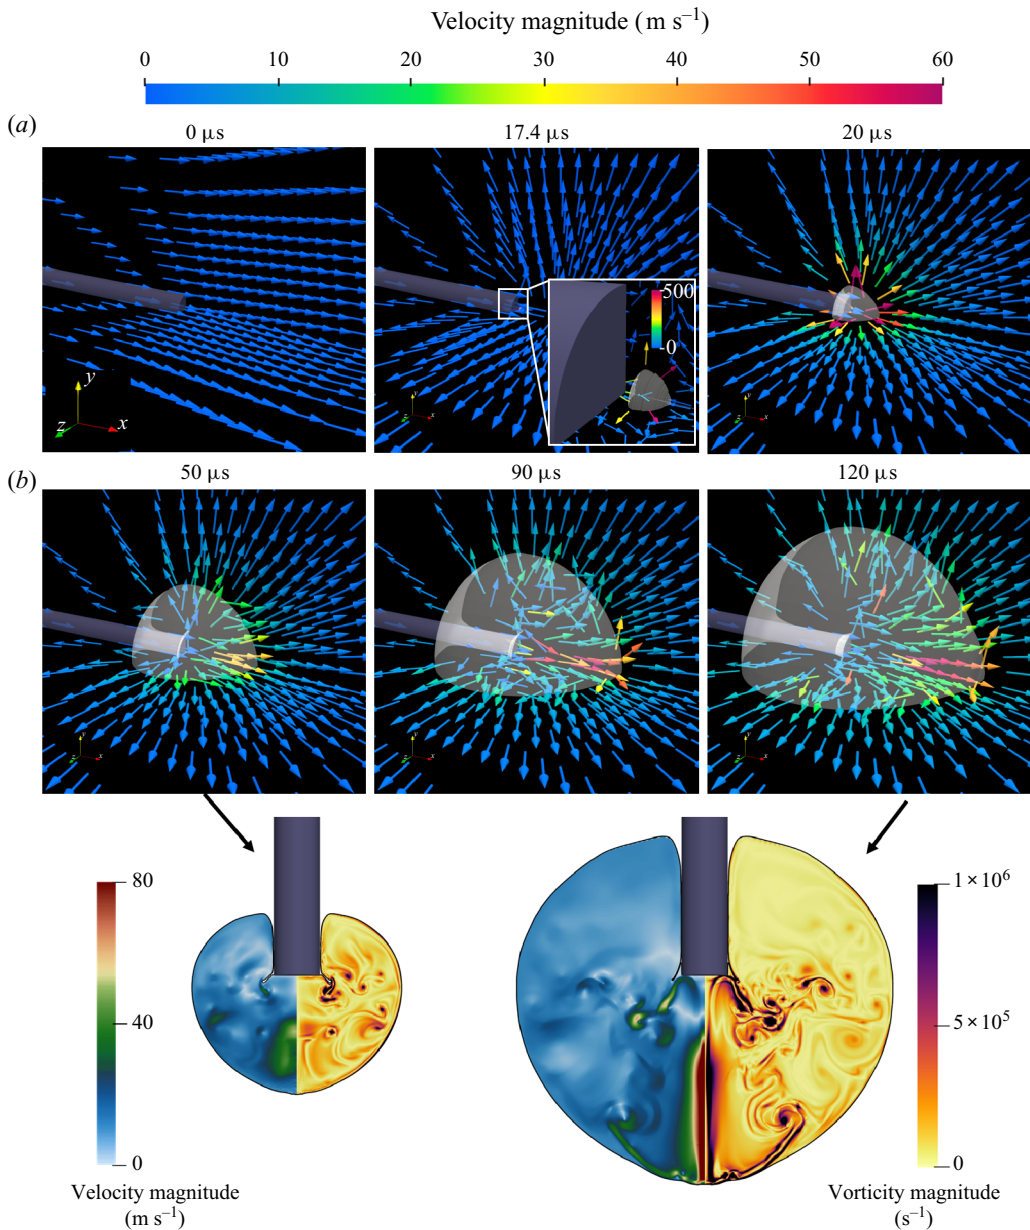 Velocity magnitude (m s⁻¹)
0 10 20 30 40 50 60
(a)
0 μs 17.4 μs 20 μs
500
0
y
z x
y
z x
y
z x
(b)
50 μs 90 μs 120 μs
y
z x
y
z x
y
z x
80
40
0
Velocity magnitude
(m s⁻¹)
1 × 10⁶
5 × 10⁵
0
Vorticity magnitude
(s⁻¹)